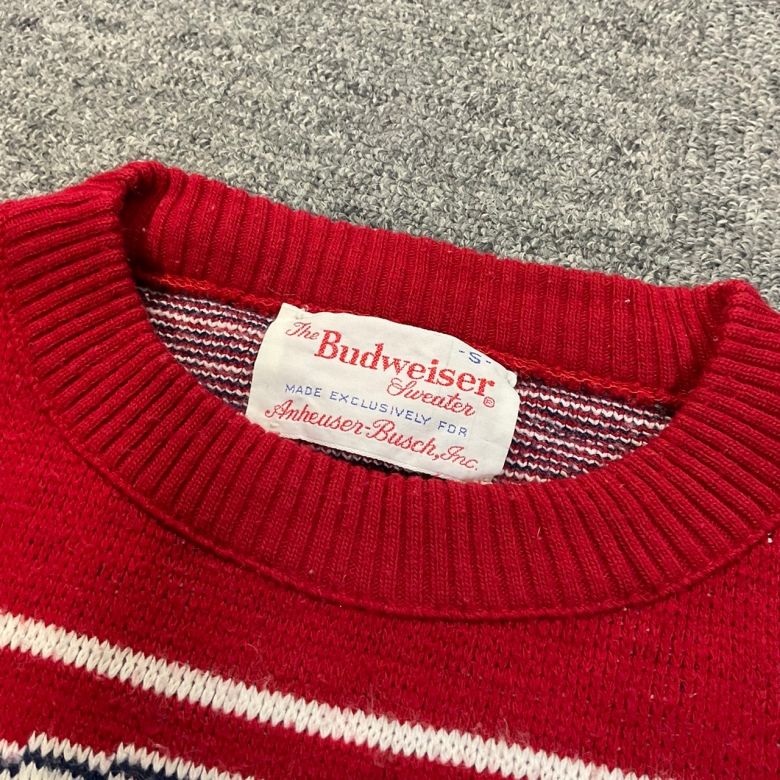 The
Budweiser®
-S-
Sweater
MADE EXCLUSIVELY FOR
Anheuser-Busch, Inc.